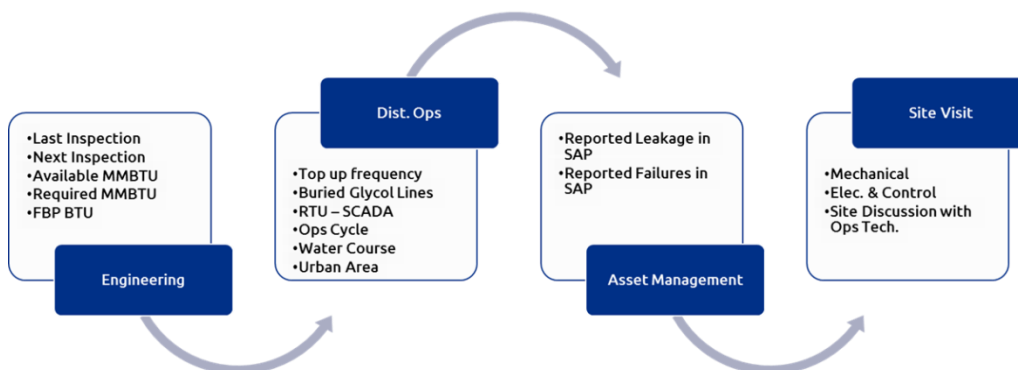 •Last Inspection
•Next Inspection
•Available MMBTU
•Required MMBTU
•FBP BTU
Engineering
Dist. Ops
•Top up frequency
•Buried Glycol Lines
•RTU – SCADA
•Ops Cycle
•Water Course
•Urban Area
•Reported Leakage in
SAP
•Reported Failures in
SAP
Asset Management
Site Visit
•Mechanical
•Elec. & Control
•Site Discussion with
Ops Tech.